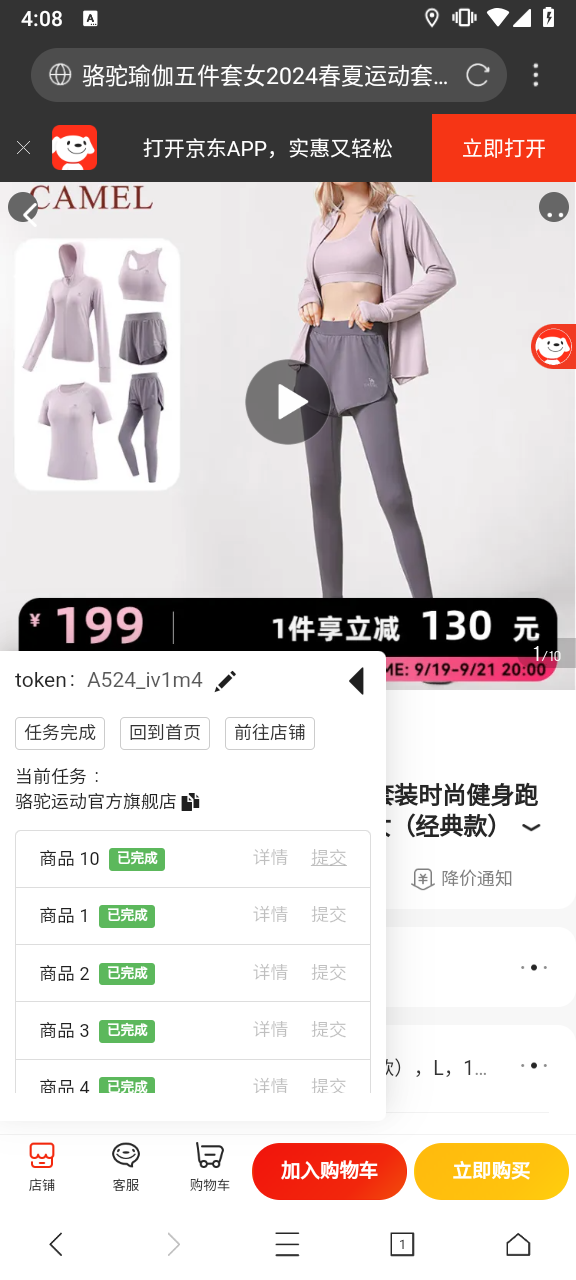 4:08
A
骆驼瑜伽五件套女2024春夏运动套...
打开京东APP，实惠又轻松
立即打开
CAMEL
¥199
1件享立减 130 元
ME: 9/19-9/21 20:00
1/10
token： A524_iv1m4
任务完成
回到首页
前往店铺
当前任务：
骆驼运动官方旗舰店
套装时尚健身跑
（经典款）
降价通知
商品 10 已完成 详情 提交
商品 1 已完成 详情 提交
商品 2 已完成 详情 提交
商品 3 已完成 详情 提交
商品 4 已完成 详情 提交
款），L，1...
店铺
客服
购物车
加入购物车
立即购买
1